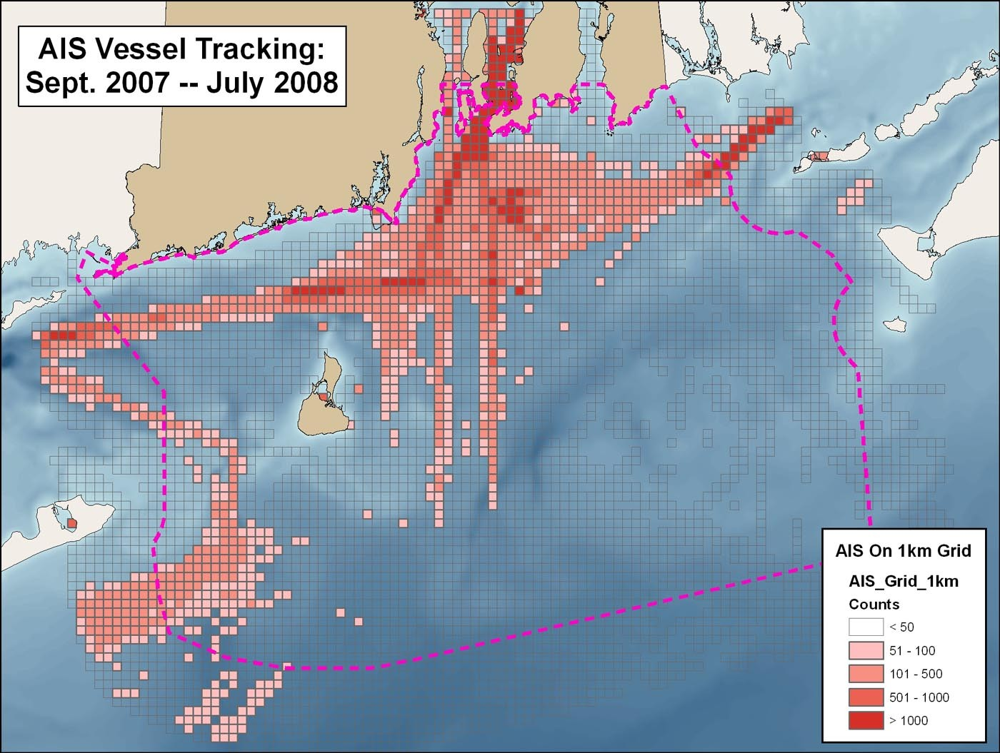 AIS Vessel Tracking:
Sept. 2007 -- July 2008
AIS On 1km Grid
AIS_Grid_1km
Counts
< 50
51 - 100
101 - 500
501 - 1000
> 1000